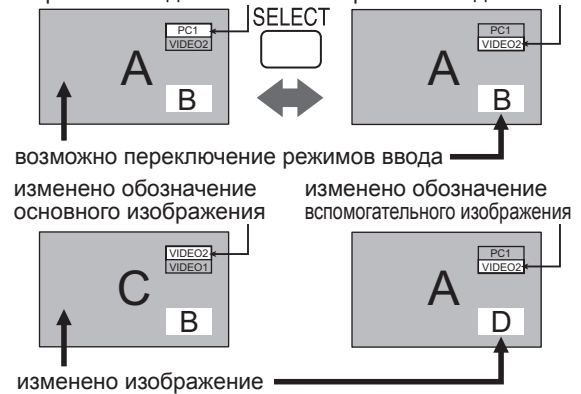 SELECT
PC1
VIDEO2
A
B
PC1
VIDEO2
A
B
возможно переключение режимов ввода
изменено обозначение
основного изображения
изменено обозначение
вспомогательного изображения
VIDEO2
VIDEO1
C
B
PC1
VIDEO2
A
D
изменено изображение